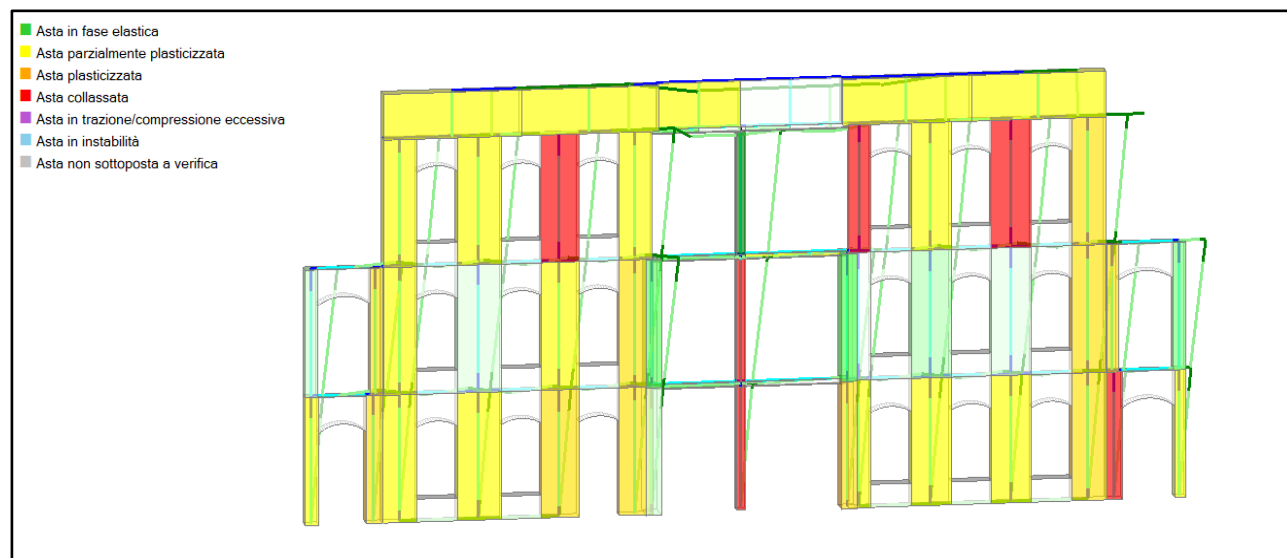 Asta in fase elastica
Asta parzialmente plasticizzata
Asta plasticizzata
Asta collassata
Asta in trazione/compressione eccessiva
Asta in instabilità
Asta non sottoposta a verifica